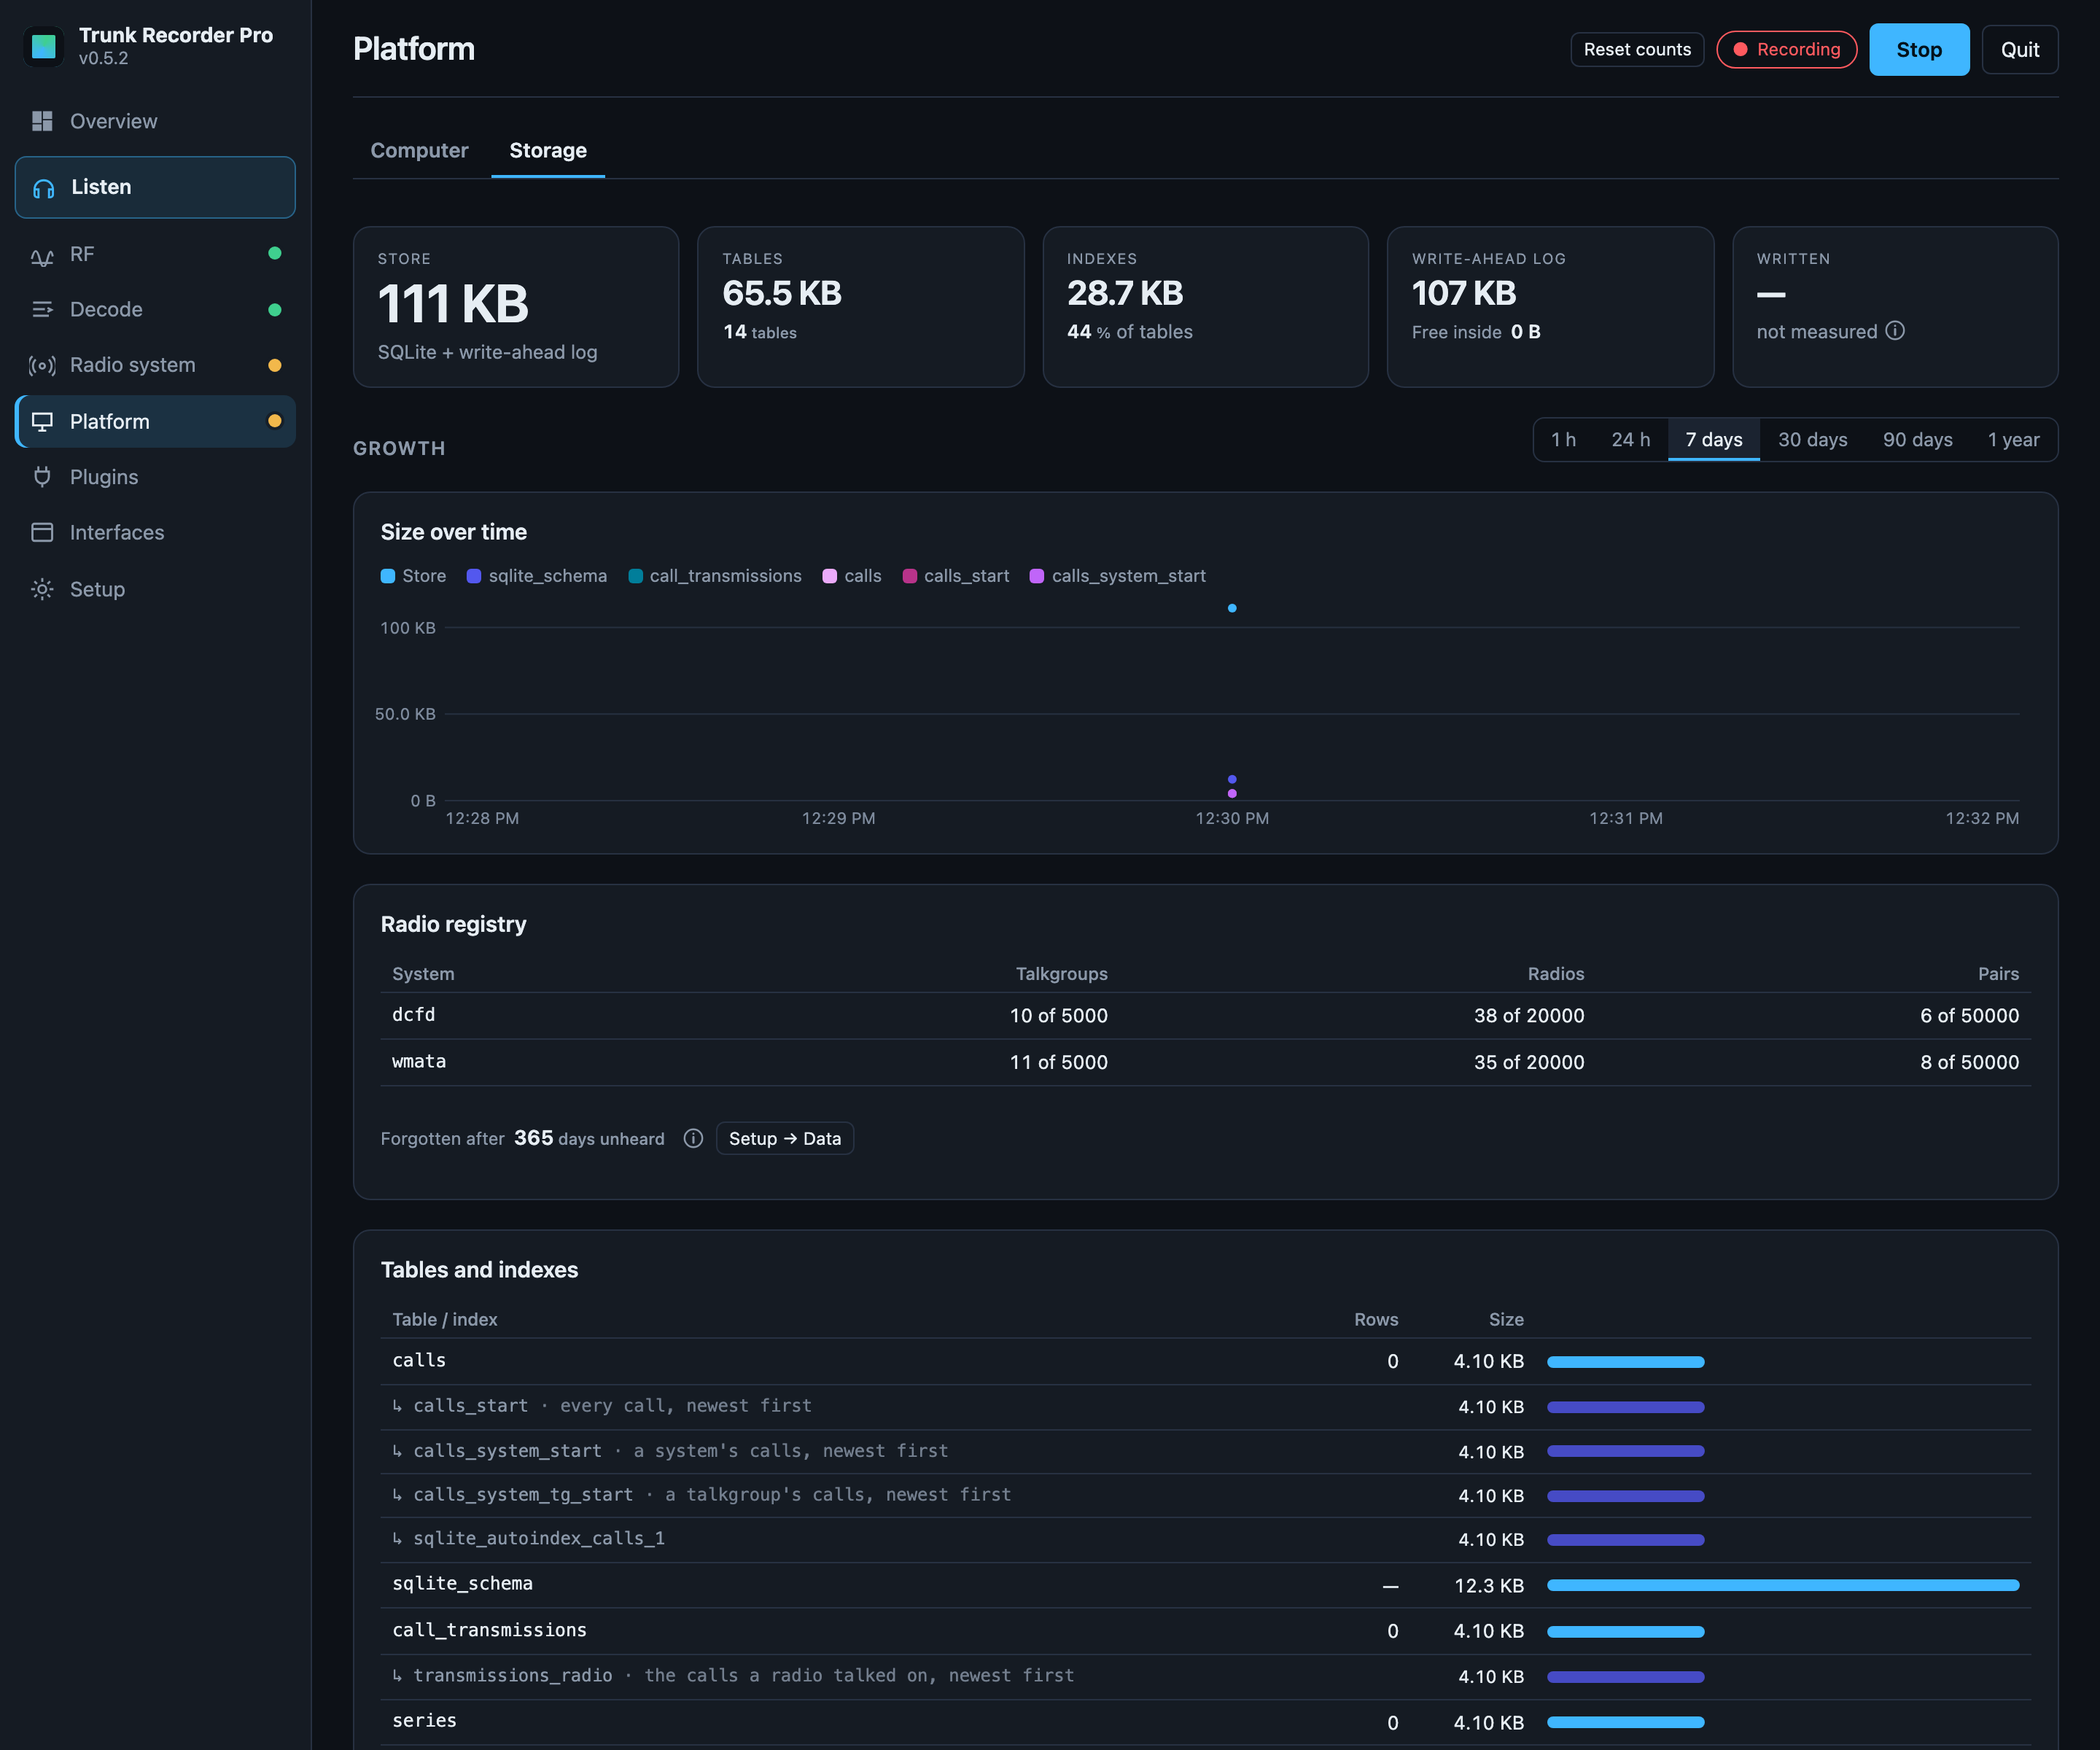 Trunk Recorder Pro
v0.5.2
Overview
Listen
RF
Decode
Radio system
Platform
Plugins
Interfaces
Setup
Platform
Reset counts
Recording
Stop
Quit
Computer
Storage
STORE
111 KB
SQLite + write-ahead log
TABLES
65.5 KB
14 tables
INDEXES
28.7 KB
44 % of tables
WRITE-AHEAD LOG
107 KB
Free inside 0 B
WRITTEN
—
not measured
GROWTH
1 h 24 h 7 days 30 days 90 days 1 year
Size over time
Store sqlite_schema call_transmissions calls calls_start calls_system_start
100 KB
50.0 KB
0 B
12:28 PM 12:29 PM 12:30 PM 12:31 PM 12:32 PM
Radio registry
System Talkgroups Radios Pairs
dcfd 10 of 5000 38 of 20000 6 of 50000
wmata 11 of 5000 35 of 20000 8 of 50000
Forgotten after 365 days unheard Setup → Data
Tables and indexes
Table / index Rows Size
calls 0 4.10 KB
↳ calls_start · every call, newest first 4.10 KB
↳ calls_system_start · a system's calls, newest first 4.10 KB
↳ calls_system_tg_start · a talkgroup's calls, newest first 4.10 KB
↳ sqlite_autoindex_calls_1 4.10 KB
sqlite_schema — 12.3 KB
call_transmissions 0 4.10 KB
↳ transmissions_radio · the calls a radio talked on, newest first 4.10 KB
series 0 4.10 KB